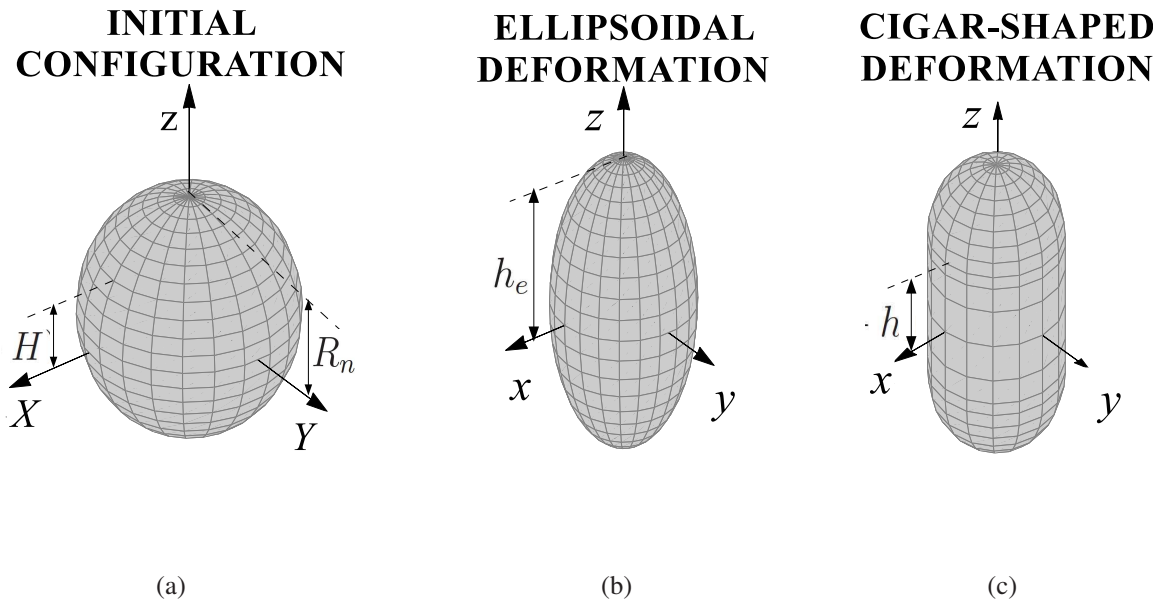 INITIAL
CONFIGURATION
ELLIPSOIDAL
DEFORMATION
CIGAR-SHAPED
DEFORMATION
z
z
z
H
R_n
X
Y
h_e
x
y
h
x
y
(a)
(b)
(c)